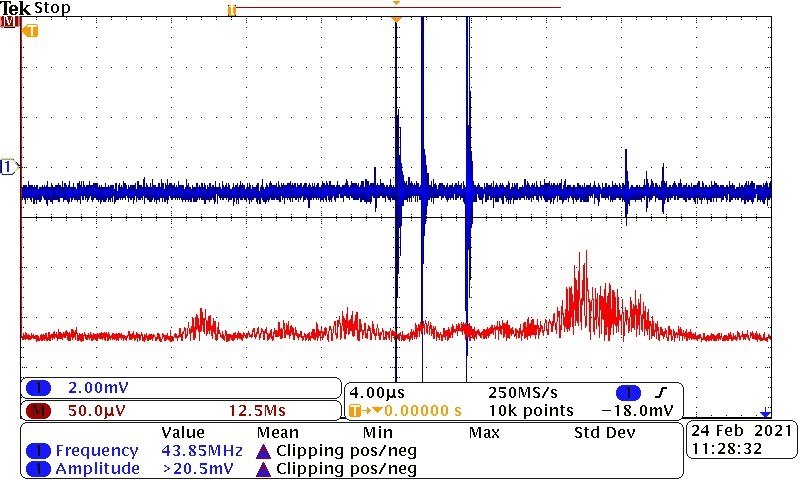 Tek Stop
M
T
T
1
1 2.00mV
M 50.0µV 12.5Ms
4.00µs 250MS/s 1
T→▼0.00000 s 10k points −18.0mV
Value Mean Min Max Std Dev
1 Frequency 43.85MHz Clipping pos/neg
1 Amplitude >20.5mV Clipping pos/neg
24 Feb 2021
11:28:32